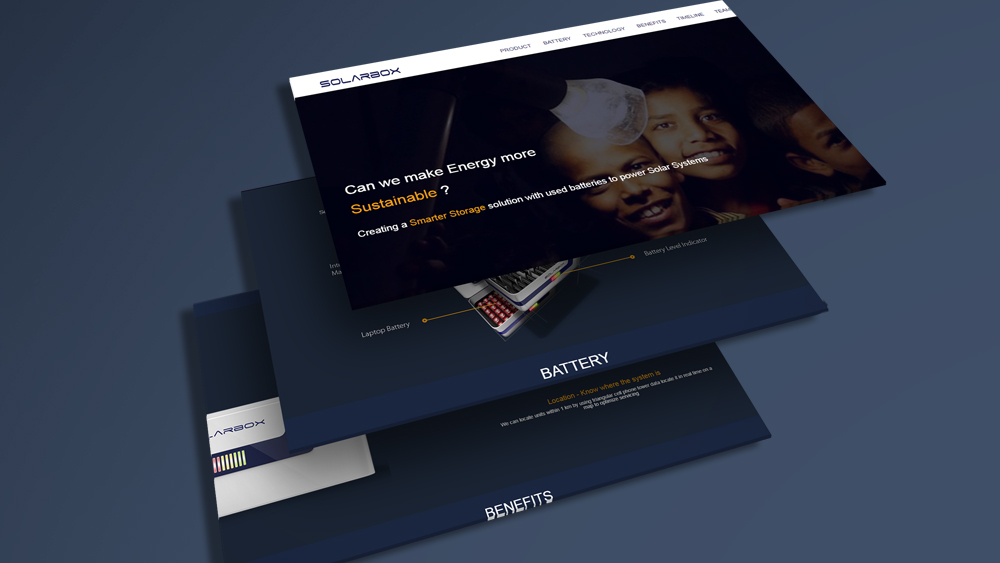 SOLARBOX
PRODUCT BATTERY TECHNOLOGY BENEFITS TIMELINE
Can we make Energy more
Sustainable ?
Creating a Smarter Storage solution with used batteries to power Solar Systems
Battery Level Indicator
Laptop Battery
BATTERY
Location - Know where the system is
We can locate units within 1 km by using triangular cell phone tower data locate it in real time on a
map to optimize servicing
LARBOX
BENEFITS